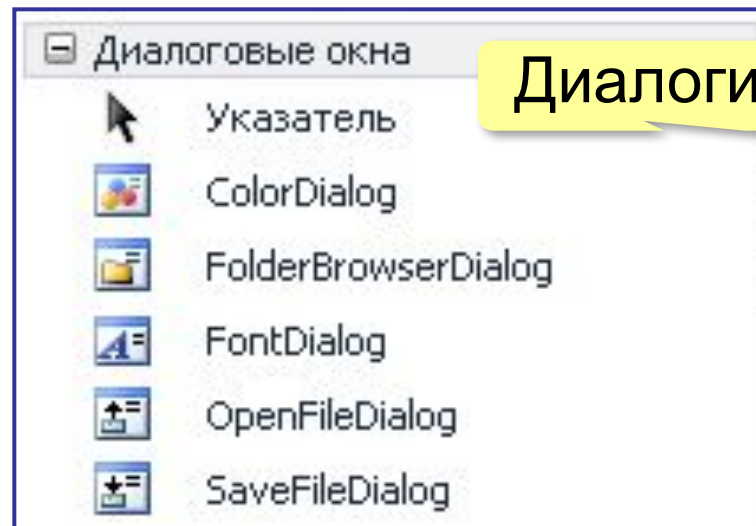 Диалоговые окна
Диалоги
Указатель
ColorDialog
FolderBrowserDialog
FontDialog
OpenFileDialog
SaveFileDialog